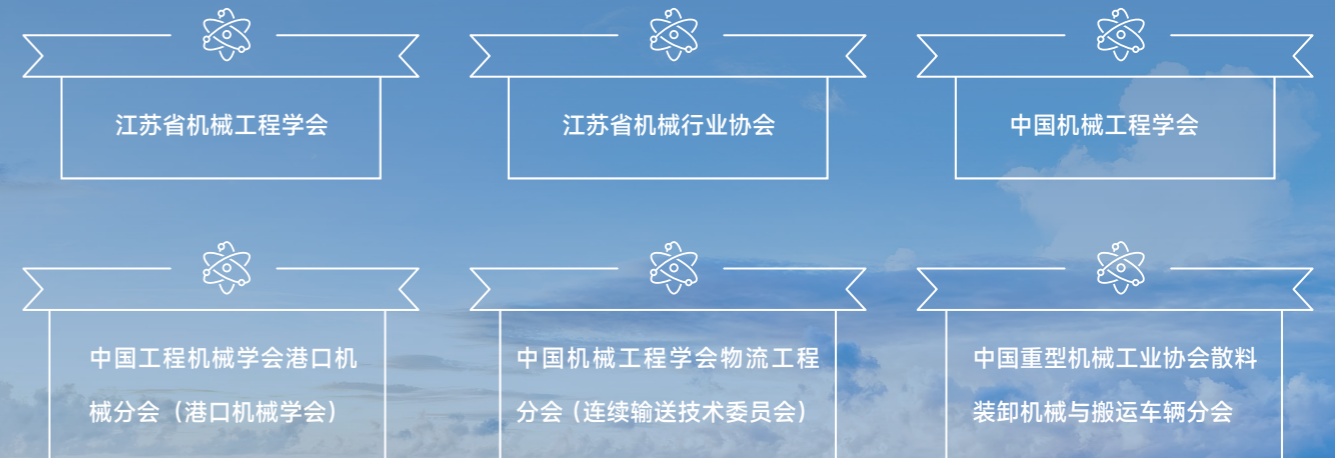 江苏省机械工程学会
江苏省机械行业协会
中国机械工程学会
中国工程机械学会港口机
械分会（港口机械学会）
中国机械工程学会物流工程
分会（连续输送技术委员会）
中国重型机械工业协会散料
装卸机械与搬运车辆分会